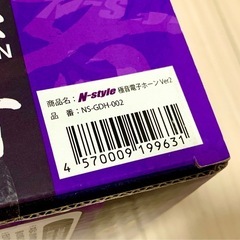 商品名：N-style 極音電子ホーン Ver2
品　番：NS-GDH-002
4 570009 199631